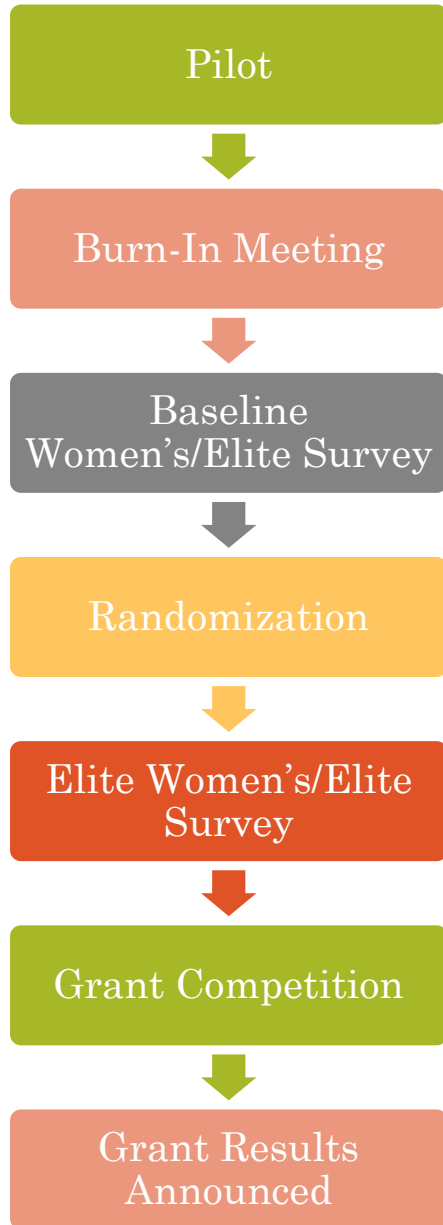 Pilot
Burn-In Meeting
Baseline
Women’s/Elite Survey
Randomization
Elite Women’s/Elite
Survey
Grant Competition
Grant Results
Announced